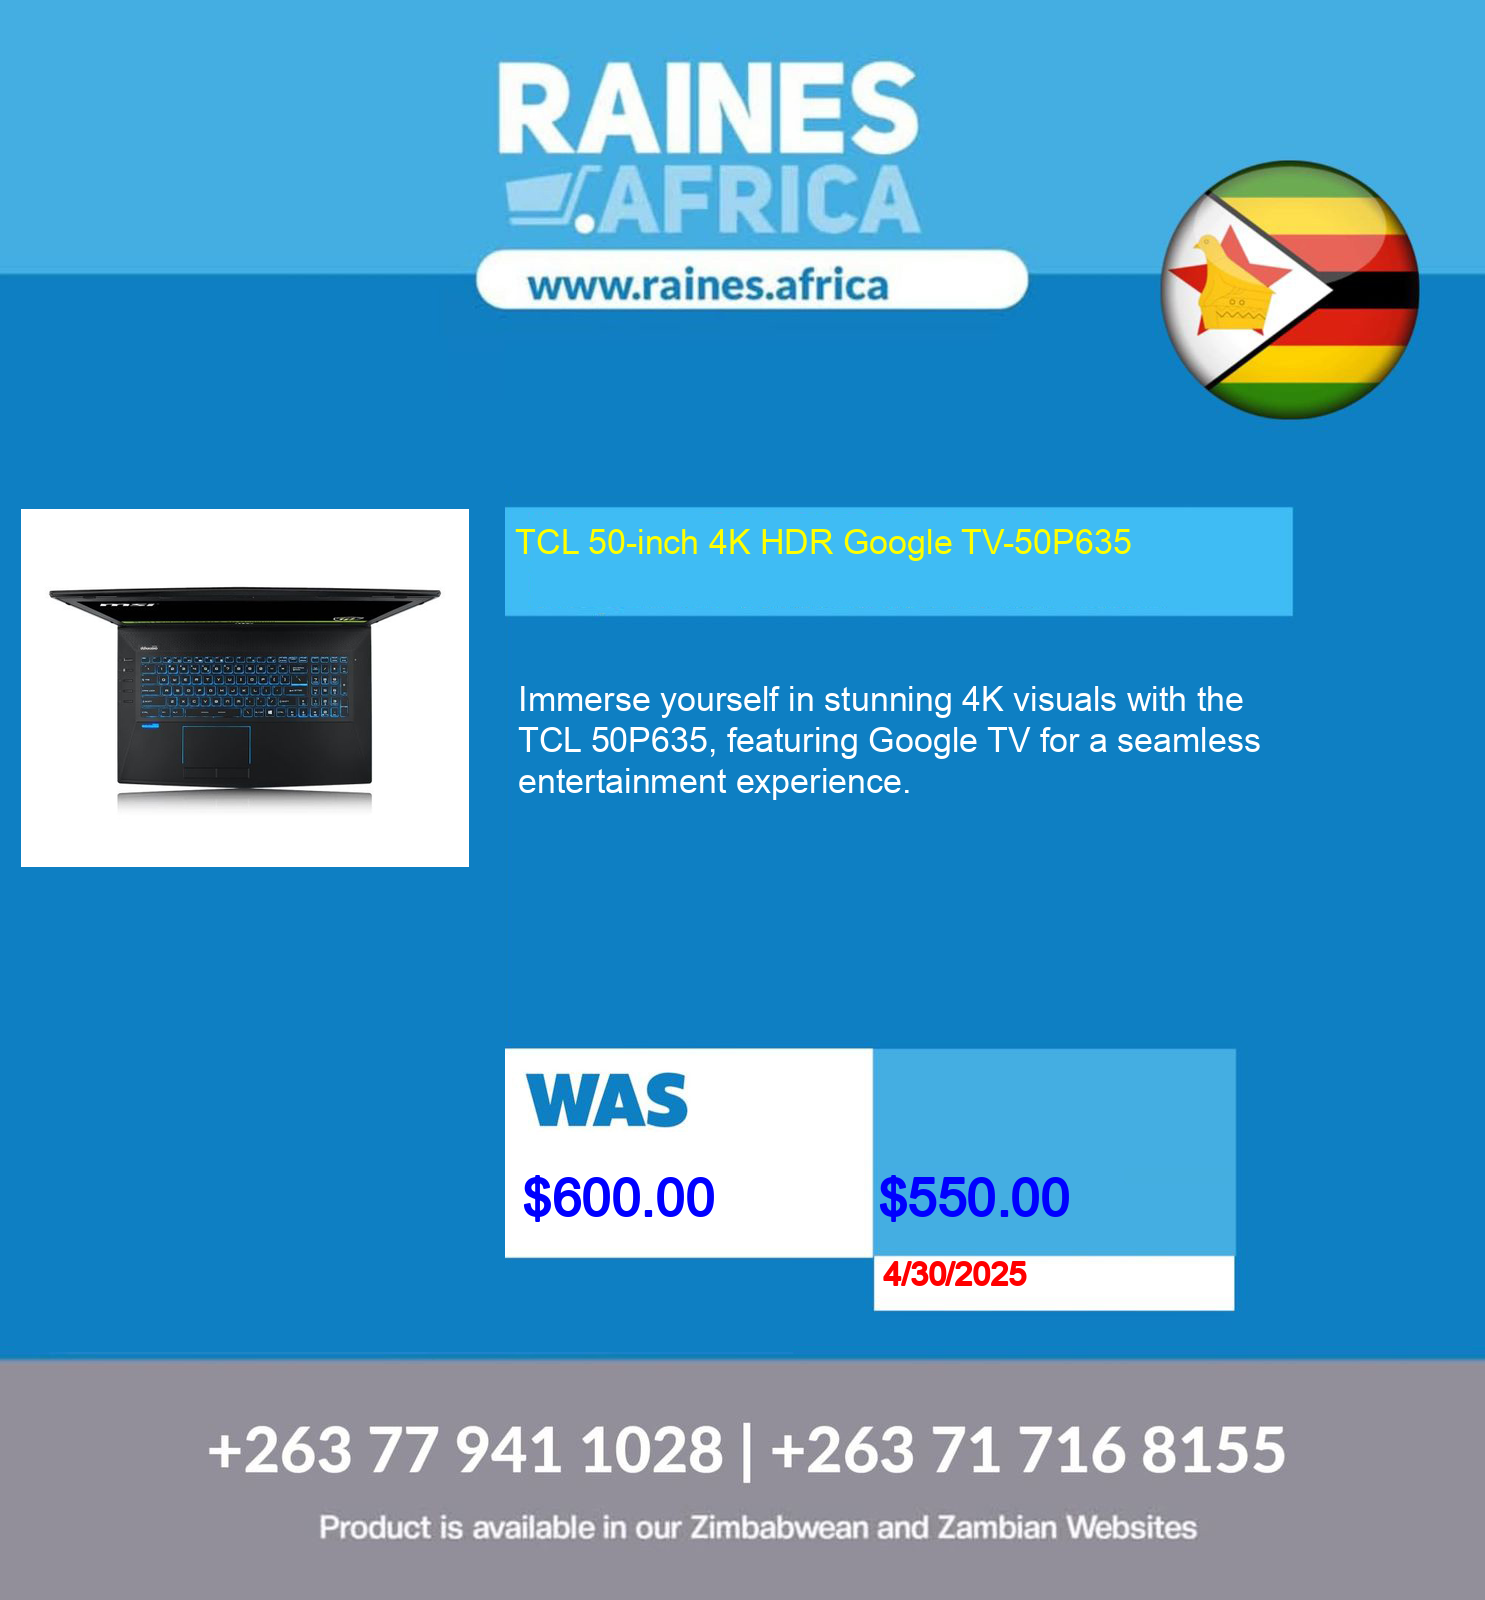 RAINES
.AFRICA
www.raines.africa
TCL 50-inch 4K HDR Google TV-50P635
msi
Immerse yourself in stunning 4K visuals with the
TCL 50P635, featuring Google TV for a seamless
entertainment experience.
WAS
$600.00
$550.00
4/30/2025
+263 77 941 1028 | +263 71 716 8155
Product is available in our Zimbabwean and Zambian Websites